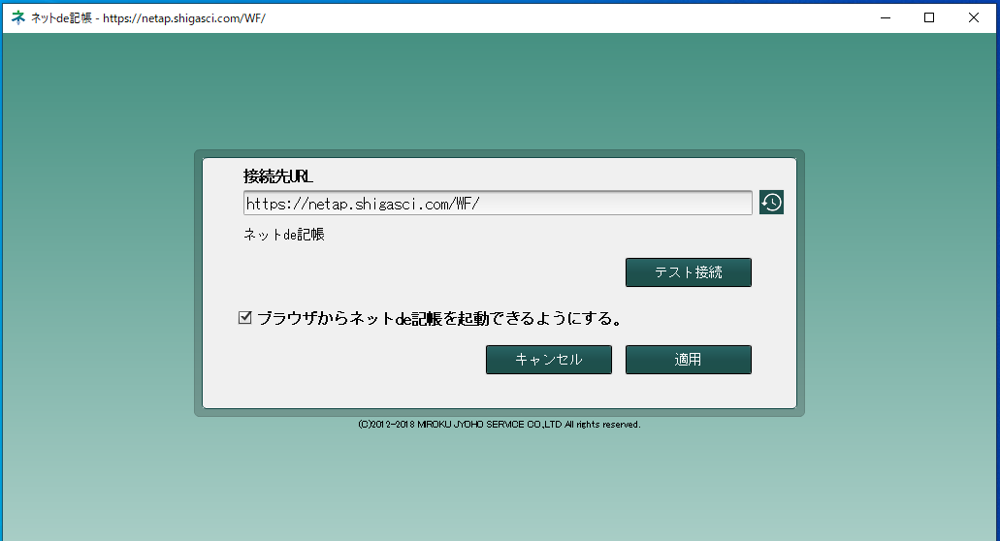 ネットde記帳 - https://netap.shigasci.com/WF/
接続先URL
https://netap.shigasci.com/WF/
ネットde記帳
テスト接続
ブラウザからネットde記帳を起動できるようにする。
キャンセル
適用
(C)2012-2018 MIROKU JYOHO SERVICE CO.,LTD All rights reserved.